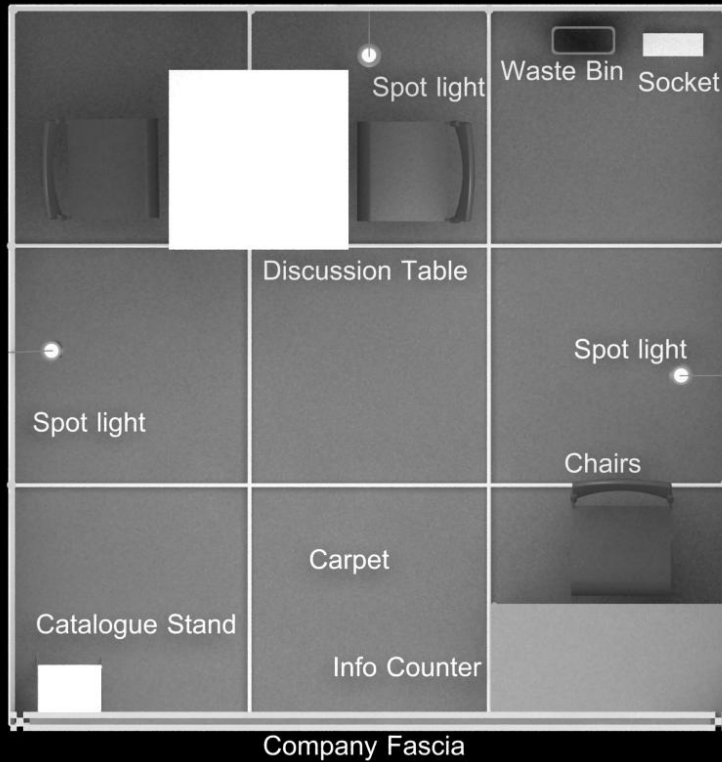 Spot light
Waste Bin
Socket
Discussion Table
Spot light
Spot light
Chairs
Carpet
Catalogue Stand
Info Counter
Company Fascia